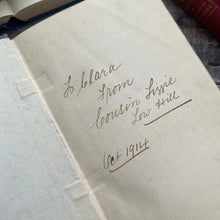 To Clara
From
Cousin Lizzie
Low Hill
Oct 1914